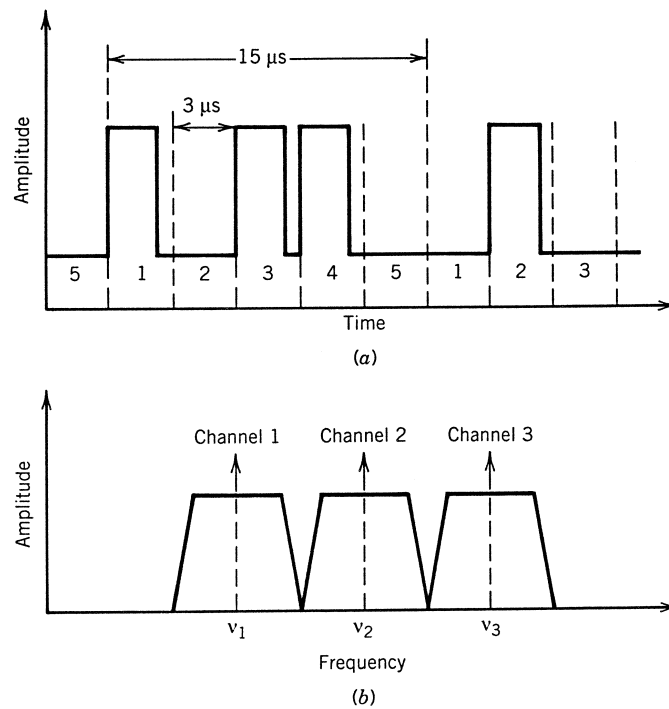 15 μs
3 μs
Amplitude
5 1 2 3 4 5 1 2 3
Time
(a)
Channel 1 Channel 2 Channel 3
Amplitude
ν1 ν2 ν3
Frequency
(b)